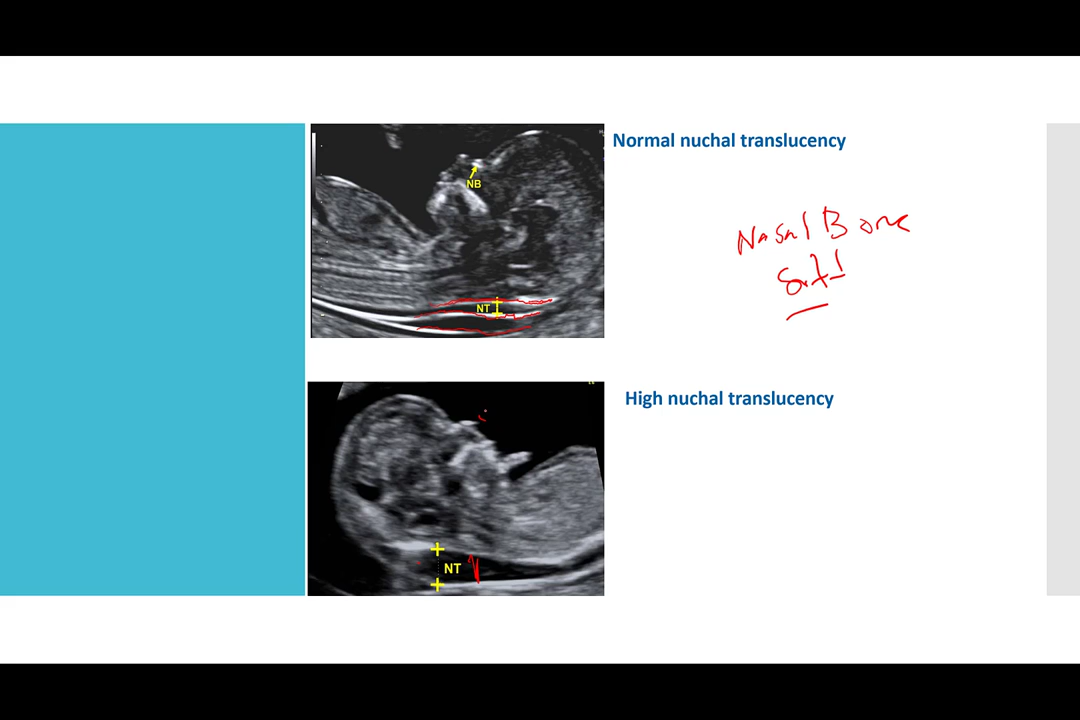 Normal nuchal translucency
NB
Nasal Bone
NT
High nuchal translucency
NT